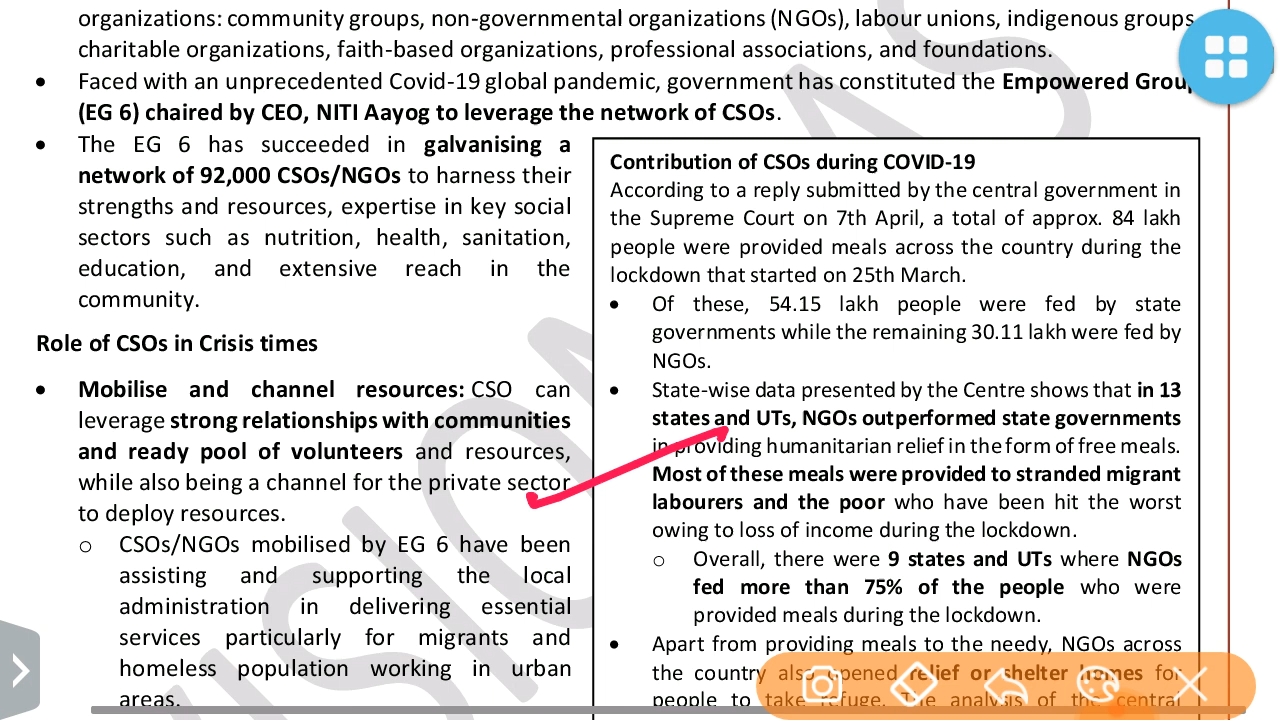 organizations: community groups, non-governmental organizations (NGOs), labour unions, indigenous groups
charitable organizations, faith-based organizations, professional associations, and foundations.
• Faced with an unprecedented Covid-19 global pandemic, government has constituted the Empowered Group
(EG 6) chaired by CEO, NITI Aayog to leverage the network of CSOs.
• The EG 6 has succeeded in galvanising a
network of 92,000 CSOs/NGOs to harness their
strengths and resources, expertise in key social
sectors such as nutrition, health, sanitation,
education, and extensive reach in the
community.
Role of CSOs in Crisis times
• Mobilise and channel resources: CSO can
leverage strong relationships with communities
and ready pool of volunteers and resources,
while also being a channel for the private sector
to deploy resources.
o CSOs/NGOs mobilised by EG 6 have been
assisting and supporting the local
administration in delivering essential
services particularly for migrants and
homeless population working in urban
areas.
Contribution of CSOs during COVID-19
According to a reply submitted by the central government in
the Supreme Court on 7th April, a total of approx. 84 lakh
people were provided meals across the country during the
lockdown that started on 25th March.
• Of these, 54.15 lakh people were fed by state
governments while the remaining 30.11 lakh were fed by
NGOs.
• State-wise data presented by the Centre shows that in 13
states and UTs, NGOs outperformed state governments
in providing humanitarian relief in the form of free meals.
Most of these meals were provided to stranded migrant
labourers and the poor who have been hit the worst
owing to loss of income during the lockdown.
o Overall, there were 9 states and UTs where NGOs
fed more than 75% of the people who were
provided meals during the lockdown.
• Apart from providing meals to the needy, NGOs across
the country also opened relief or shelter homes for
people to take refuge. The analysis of the central